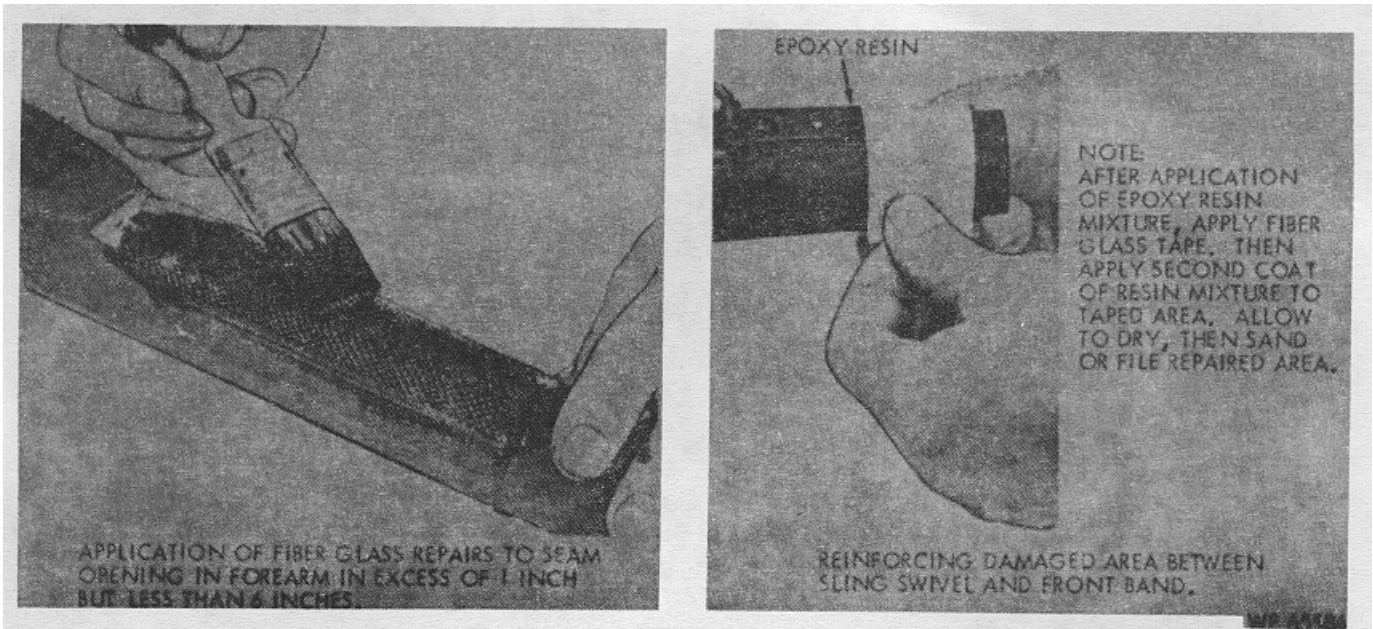 APPLICATION OF FIBER GLASS REPAIRS TO SEAM
OPENING IN FOREARM IN EXCESS OF 1 INCH
BUT LESS THAN 6 INCHES.
EPOXY RESIN
NOTE:
AFTER APPLICATION
OF EPOXY RESIN
MIXTURE, APPLY FIBER
GLASS TAPE. THEN
APPLY SECOND COAT
OF RESIN MIXTURE TO
TAPED AREA. ALLOW
TO DRY, THEN SAND
OR FILE REPAIRED AREA.
REINFORCING DAMAGED AREA BETWEEN
SLING SWIVEL AND FRONT BAND.